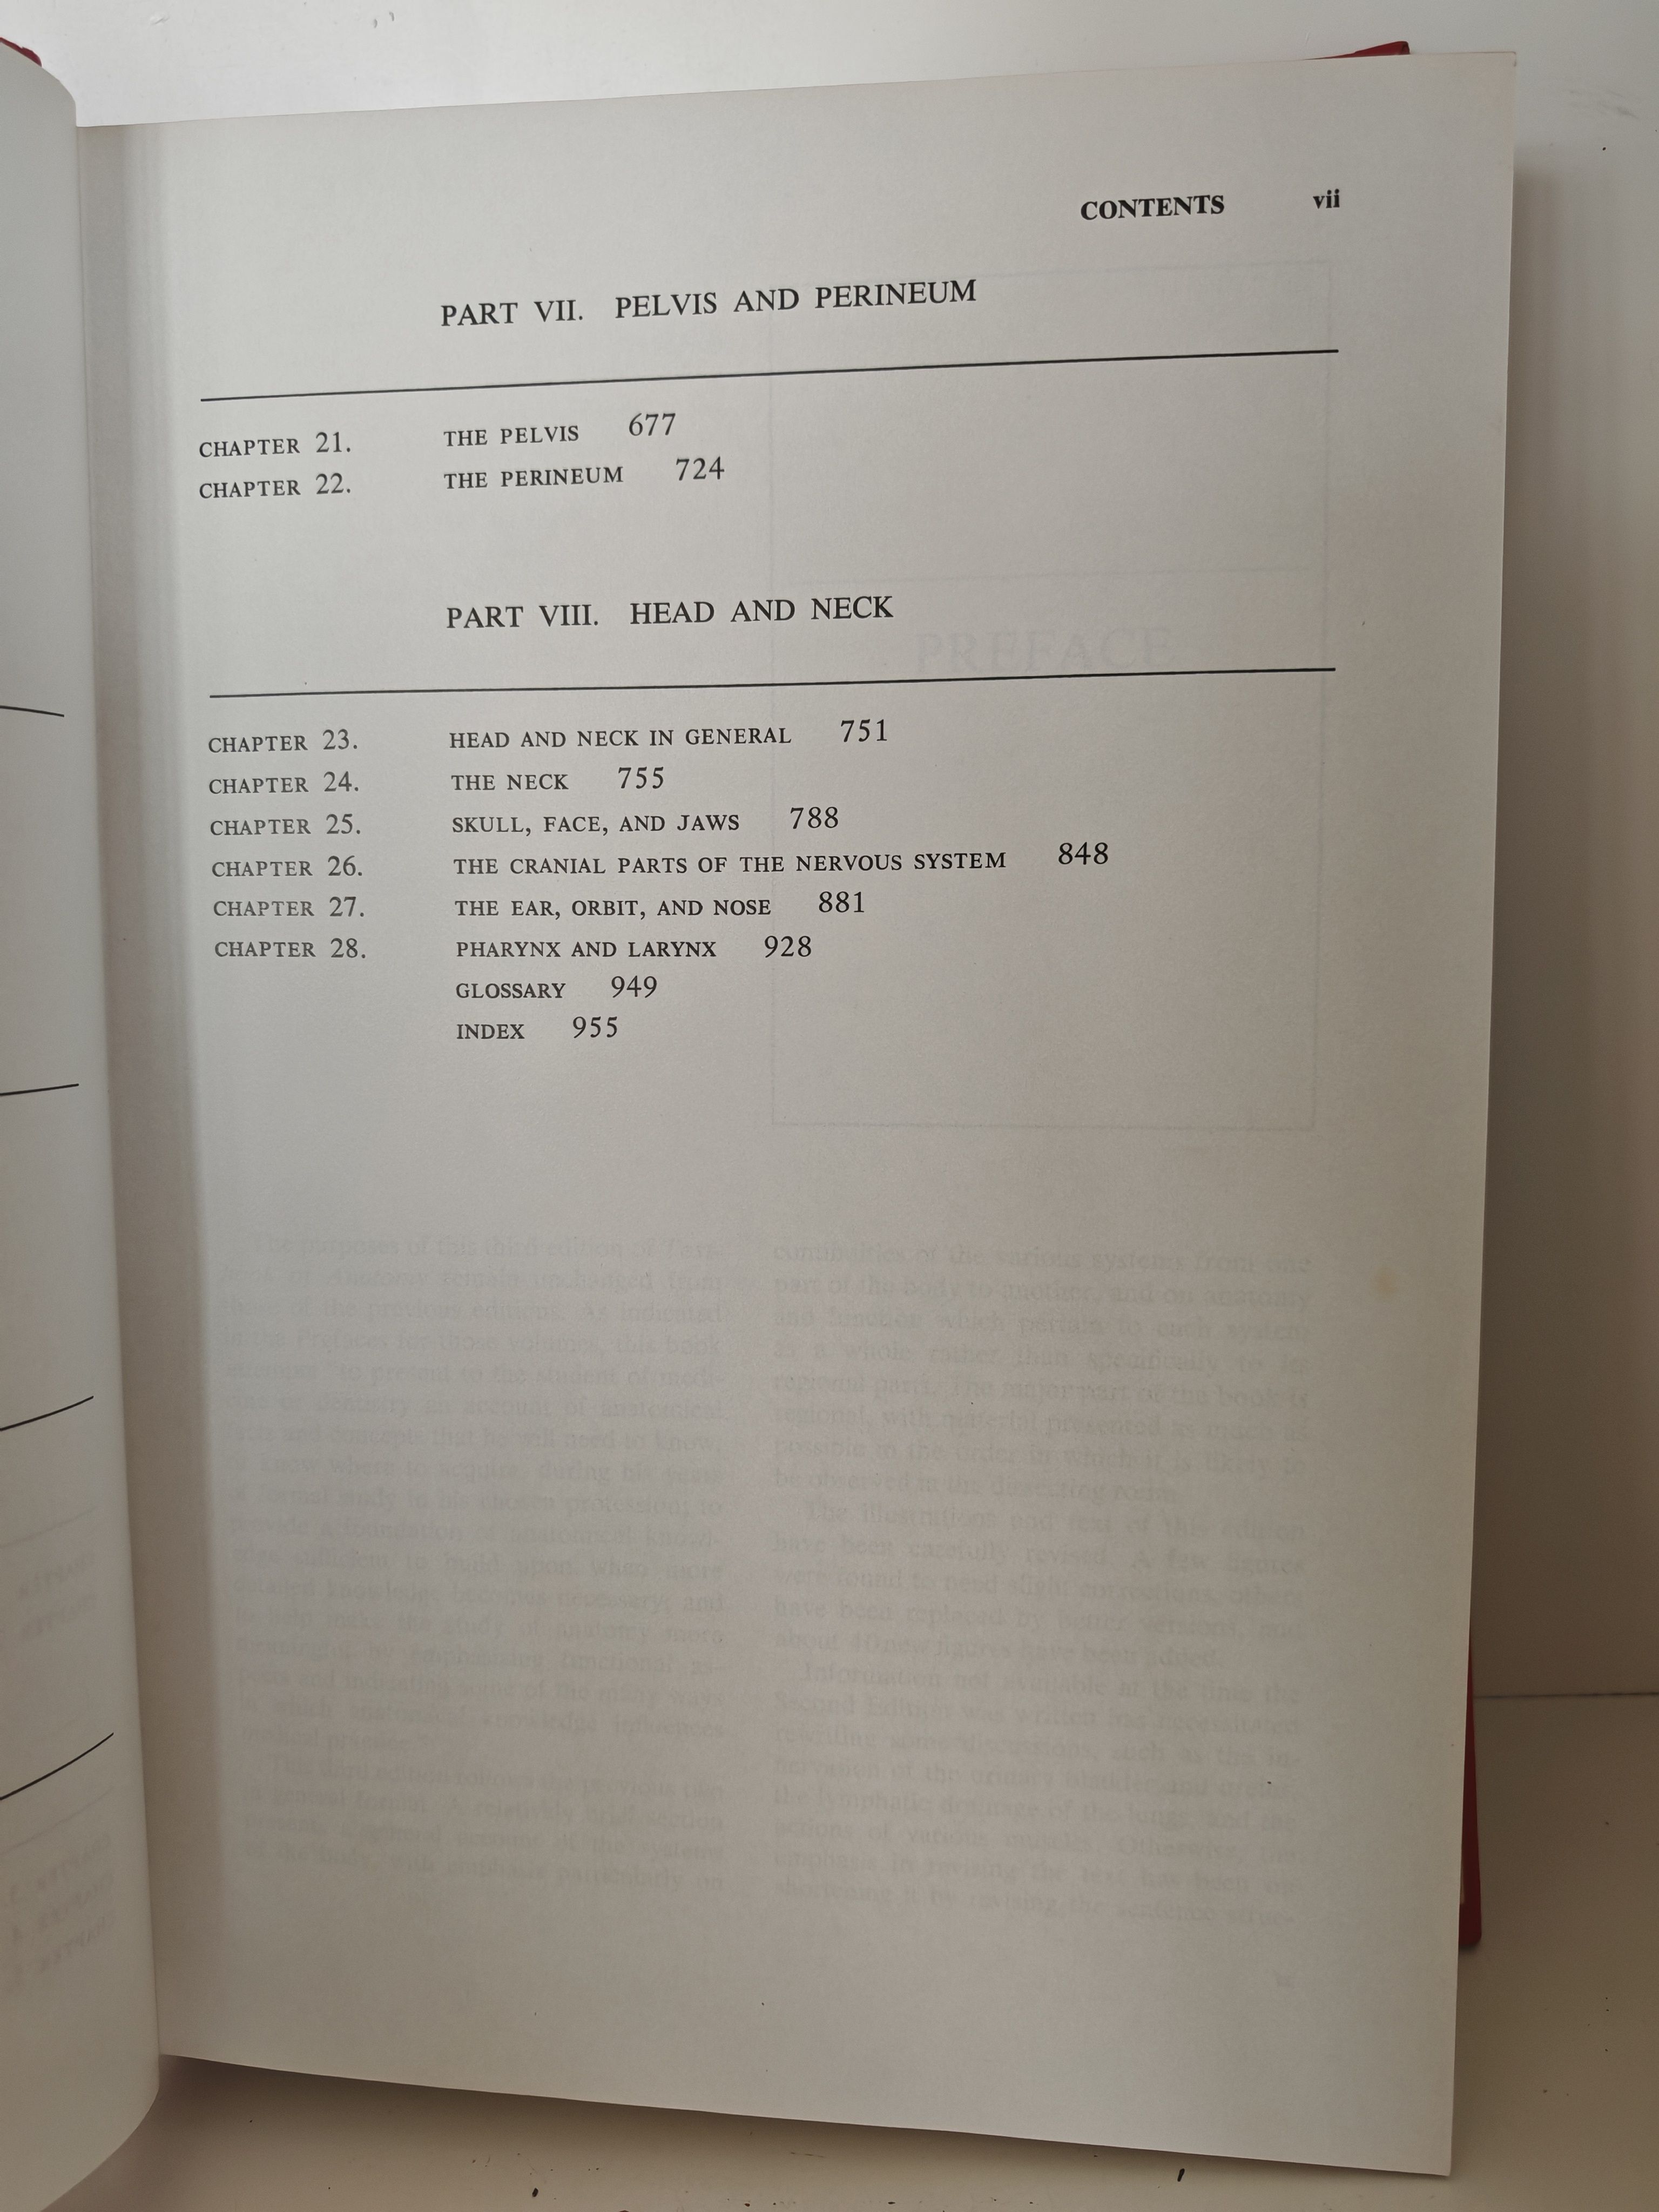 CONTENTS vii
PART VII. PELVIS AND PERINEUM
CHAPTER 21. THE PELVIS 677
CHAPTER 22. THE PERINEUM 724
PART VIII. HEAD AND NECK
CHAPTER 23. HEAD AND NECK IN GENERAL 751
CHAPTER 24. THE NECK 755
CHAPTER 25. SKULL, FACE, AND JAWS 788
CHAPTER 26. THE CRANIAL PARTS OF THE NERVOUS SYSTEM 848
CHAPTER 27. THE EAR, ORBIT, AND NOSE 881
CHAPTER 28. PHARYNX AND LARYNX 928
GLOSSARY 949
INDEX 955